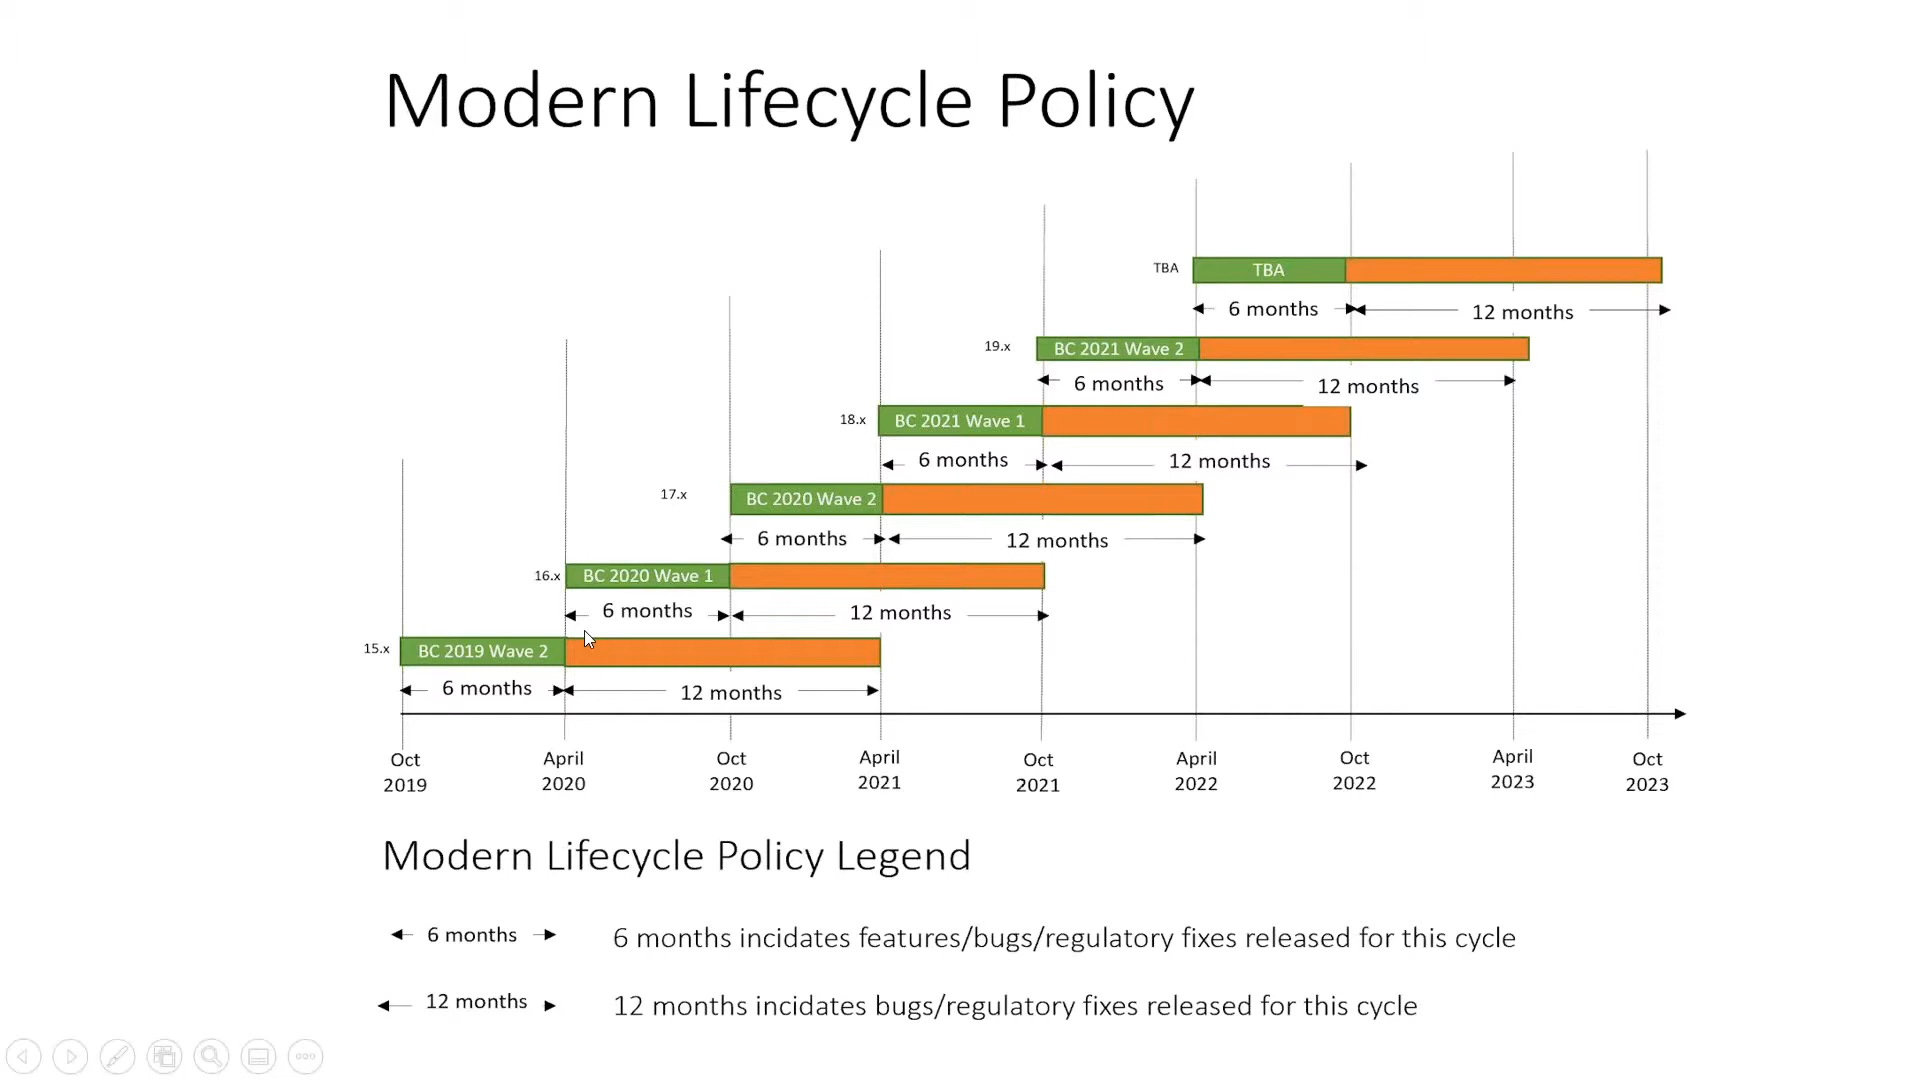 Modern Lifecycle Policy
TBA
TBA
6 months
12 months
19.x
BC 2021 Wave 2
6 months
12 months
18.x
BC 2021 Wave 1
6 months
12 months
17.x
BC 2020 Wave 2
6 months
12 months
16.x
BC 2020 Wave 1
6 months
12 months
15.x
BC 2019 Wave 2
6 months
12 months
Oct
2019
April
2020
Oct
2020
April
2021
Oct
2021
April
2022
Oct
2022
April
2023
Oct
2023
Modern Lifecycle Policy Legend
6 months
6 months incidates features/bugs/regulatory fixes released for this cycle
12 months
12 months incidates bugs/regulatory fixes released for this cycle